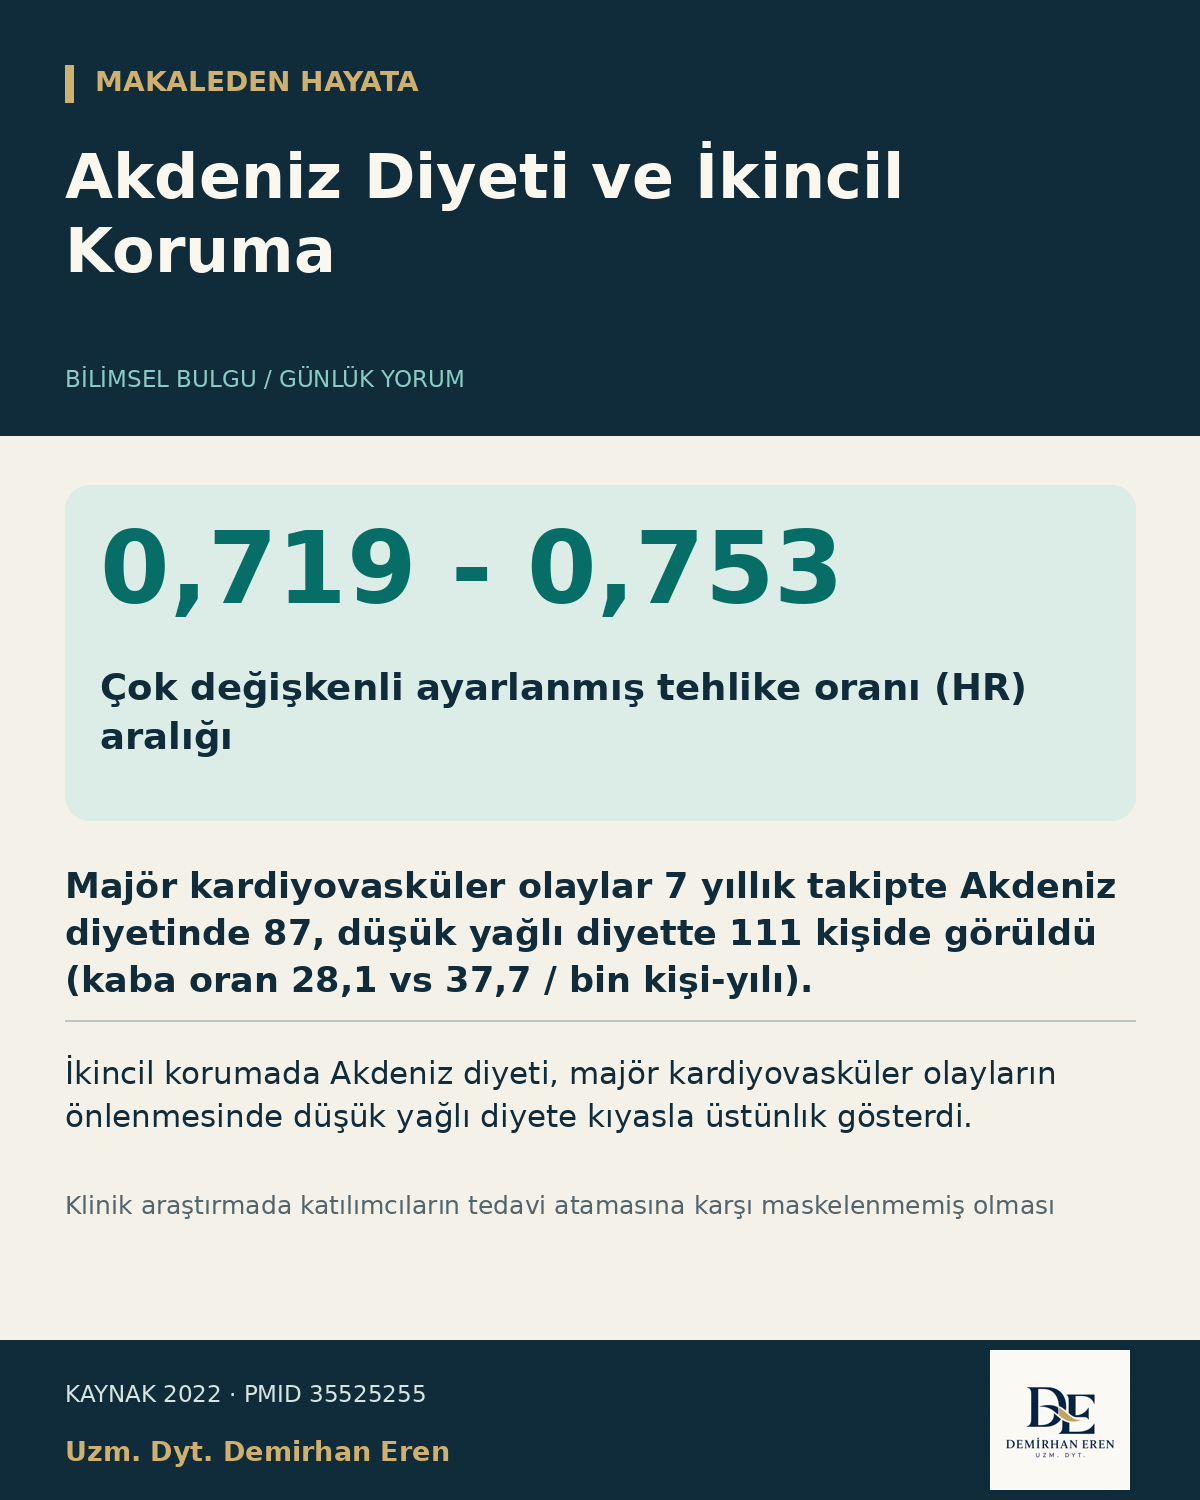 MAKALEDEN HAYATA
Akdeniz Diyeti ve İkincil
Koruma
BİLİMSEL BULGU / GÜNLÜK YORUM
0,719 - 0,753
Çok değişkenli ayarlanmış tehlike oranı (HR)
aralığı
Majör kardiyovasküler olaylar 7 yıllık takipte Akdeniz
diyetinde 87, düşük yağlı diyette 111 kişide görüldü
(kaba oran 28,1 vs 37,7 / bin kişi-yılı).
İkincil korumada Akdeniz diyeti, majör kardiyovasküler olayların
önlenmesinde düşük yağlı diyete kıyasla üstünlık gösterdi.
Klinik araştırmada katılımcıların tedavi atamasına karşı maskelenmemiş olması
KAYNAK 2022 · PMID 35525255
Uzm. Dyt. Demirhan Eren
DE
DEMİRHAN EREN
UZM. DYT.